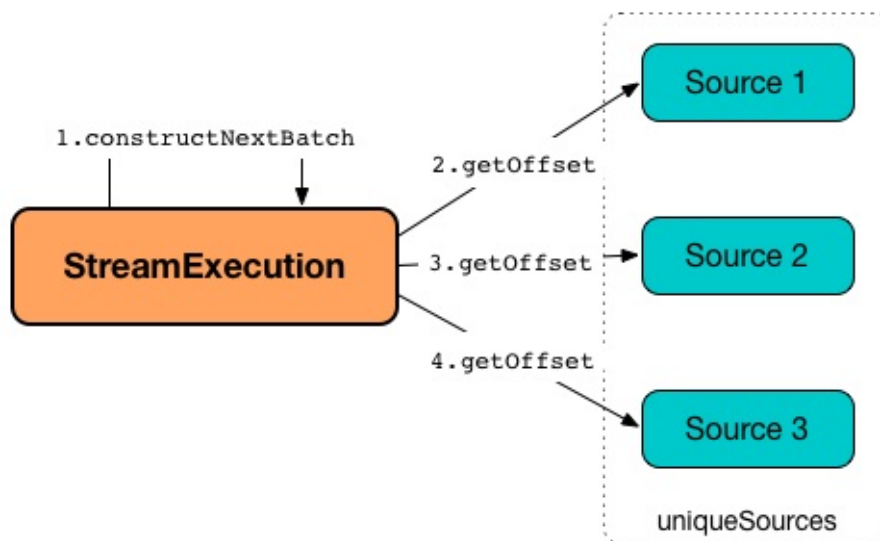 Source 1
1.constructNextBatch
2.getOffset
StreamExecution
3.getOffset
Source 2
4.getOffset
Source 3
uniqueSources